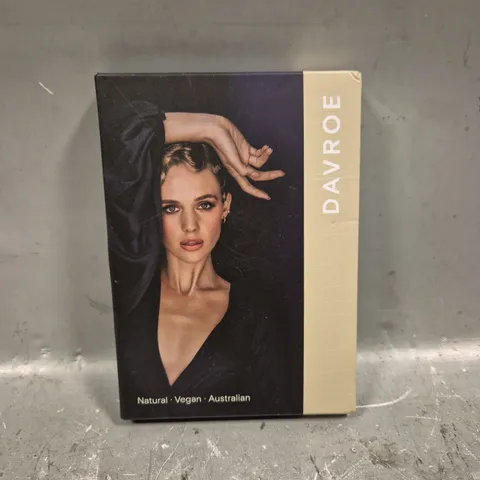 DAVROE
Natural · Vegan · Australian